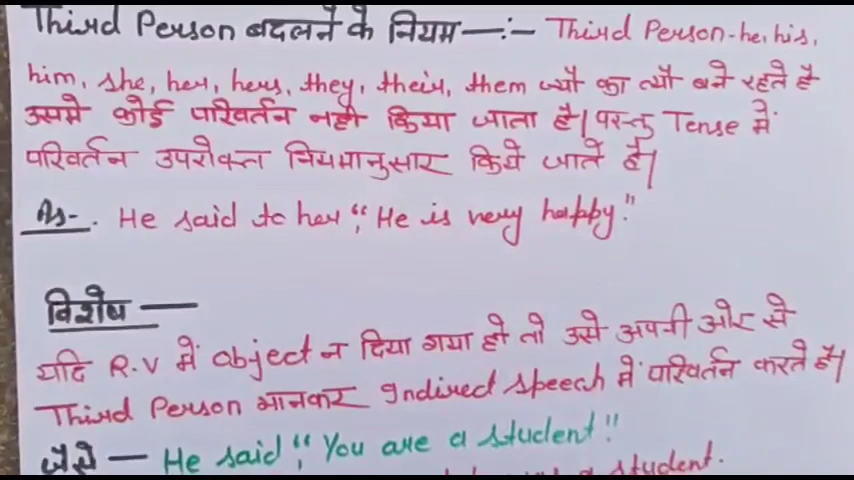 Third Person बदलने के नियम —:- Third Person-he, his,
him, she, her, hers, they, their, them ज्यौ का त्यौ बने रहते है
उसमे कोई परिवर्तन नही किया जाता है। परन्तु Tense में
परिवर्तन उपरोक्त नियमानुसार किये जाते है।
As-. He said to her, "He is very happy."
विशेष —
यदि R.V में object न दिया गया हो तो उसे अपनी ओर से
Third Person मानकर Indirect speech में परिवर्तन करते है।
जैसे — He said, "You are a student"
a student.